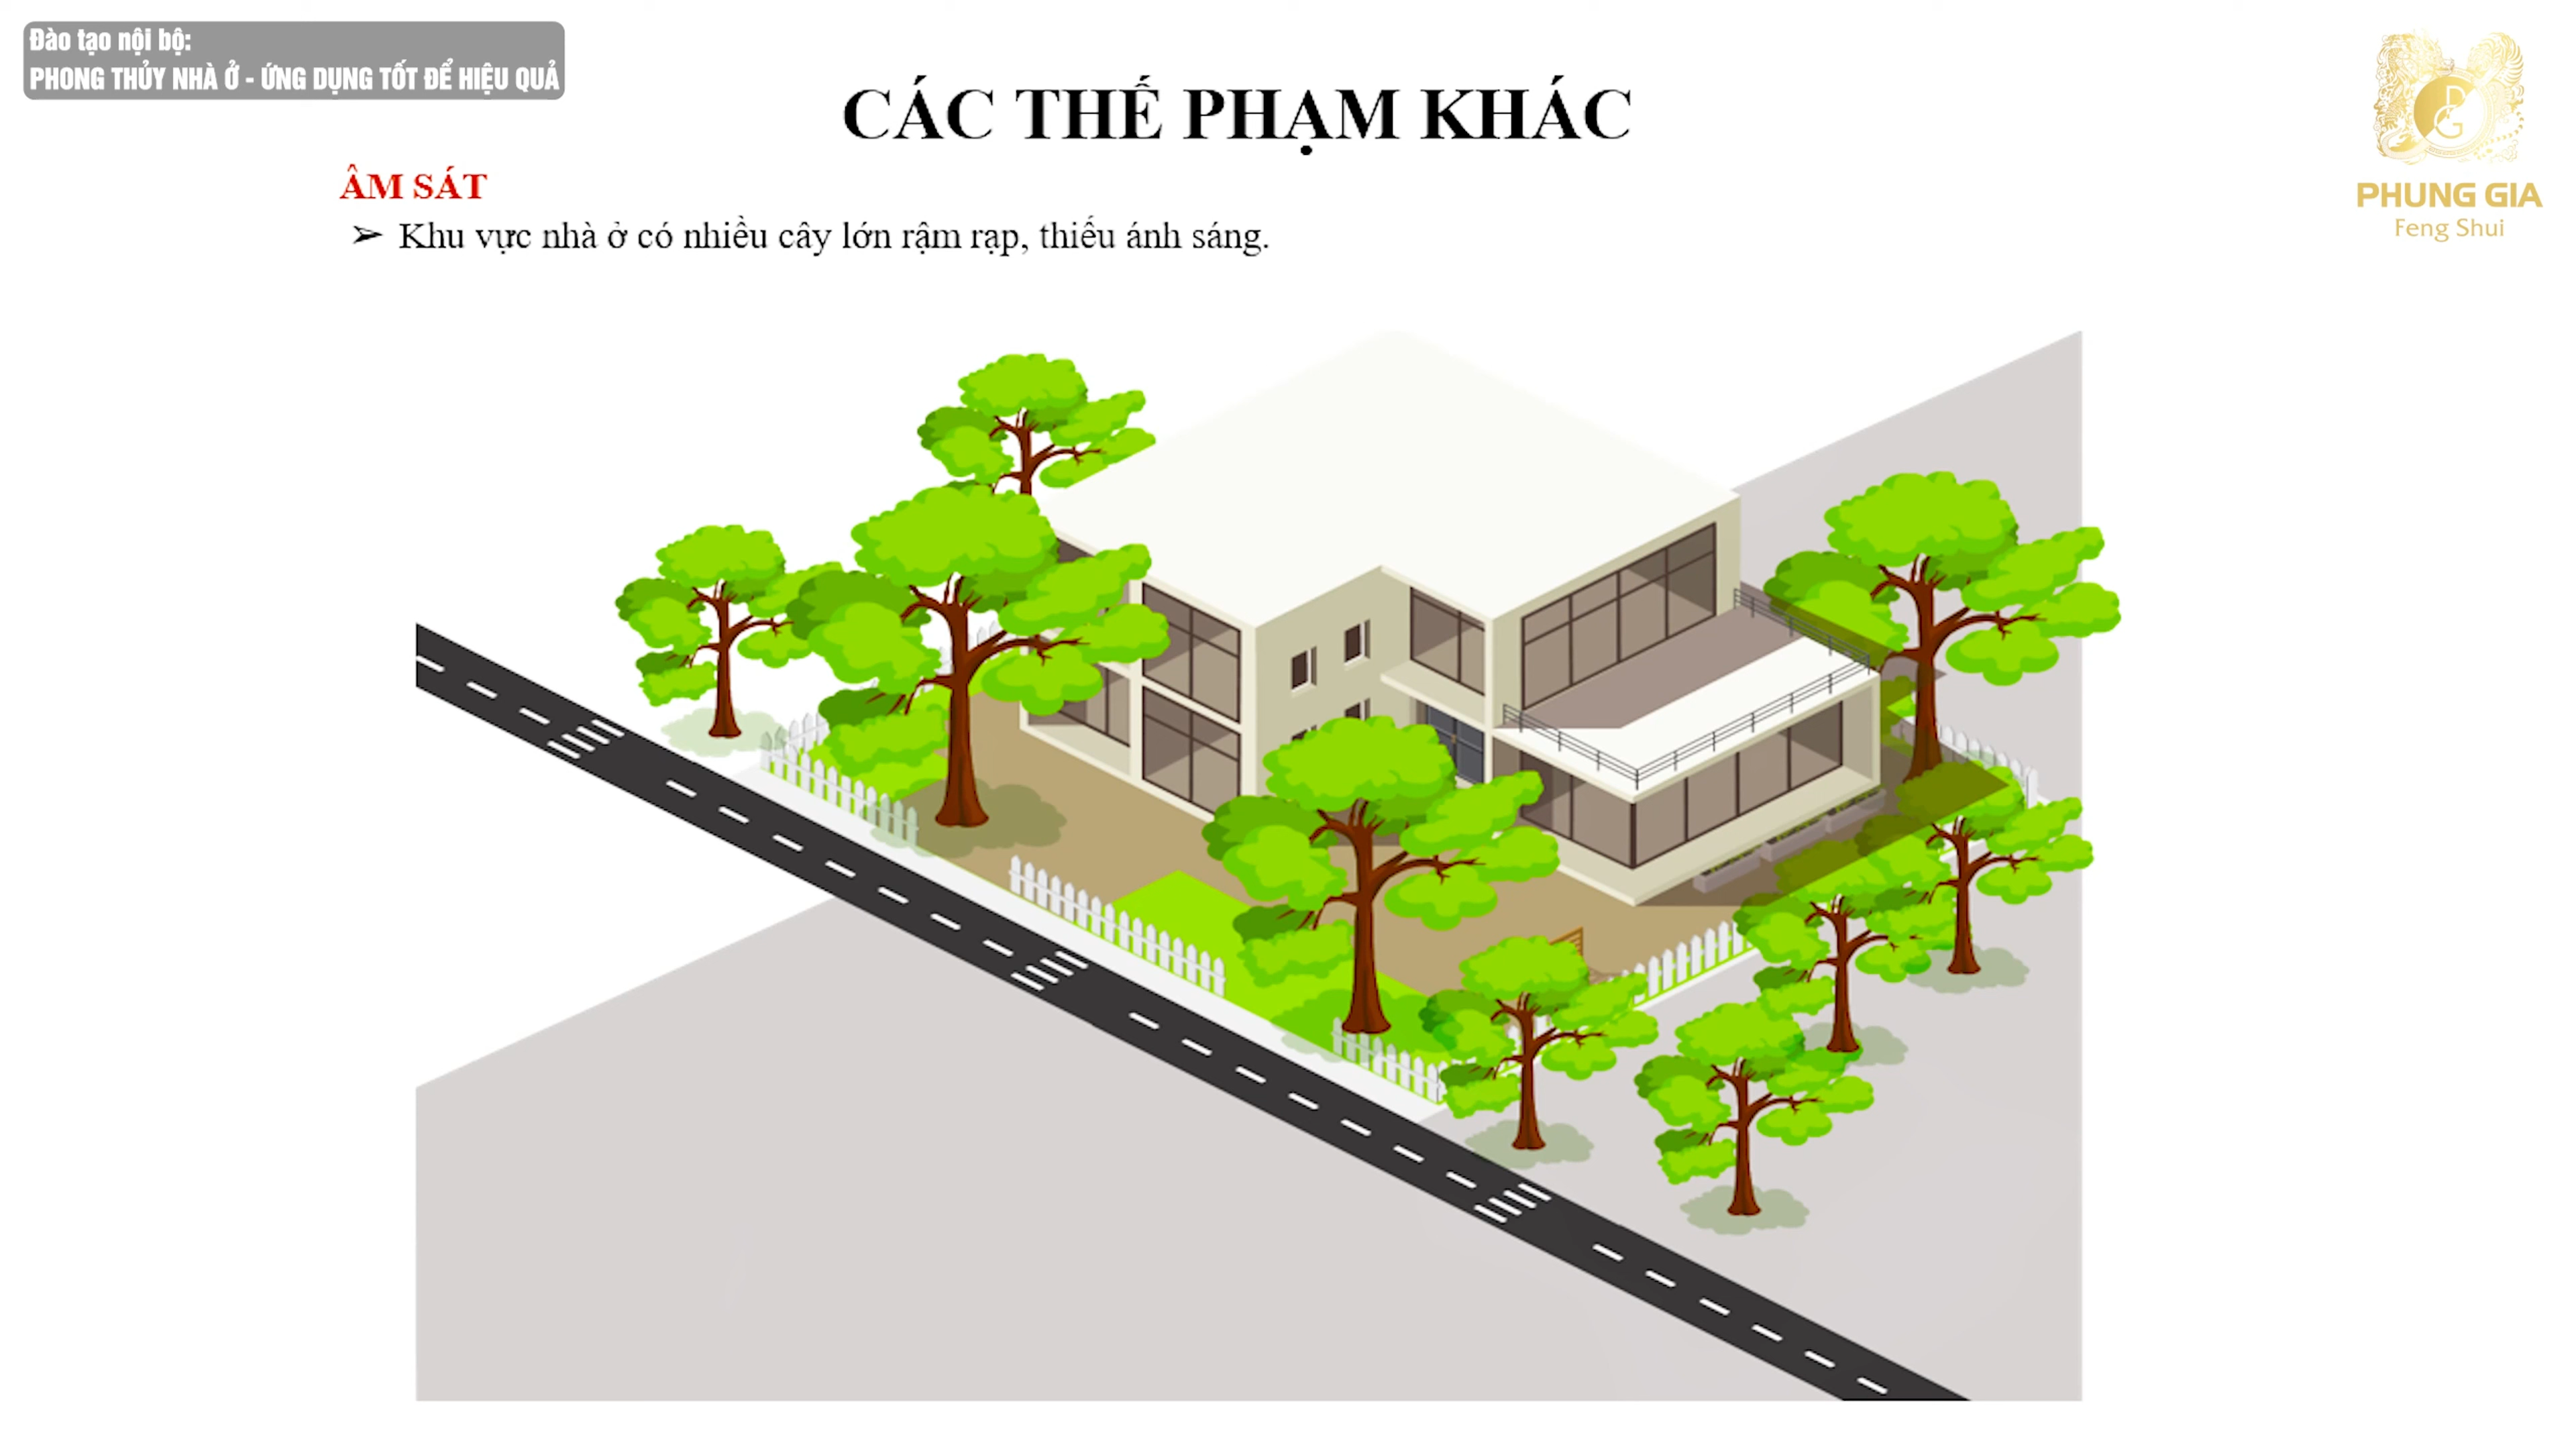 Đào tạo nội bộ:
PHONG THỦY NHÀ Ở - ỨNG DỤNG TỐT ĐỂ HIỆU QUẢ
CÁC THẾ PHẠM KHÁC
PHUNG GIA
Feng Shui
ÂM SÁT
➢ Khu vực nhà ở có nhiều cây lớn rậm rạp, thiếu ánh sáng.